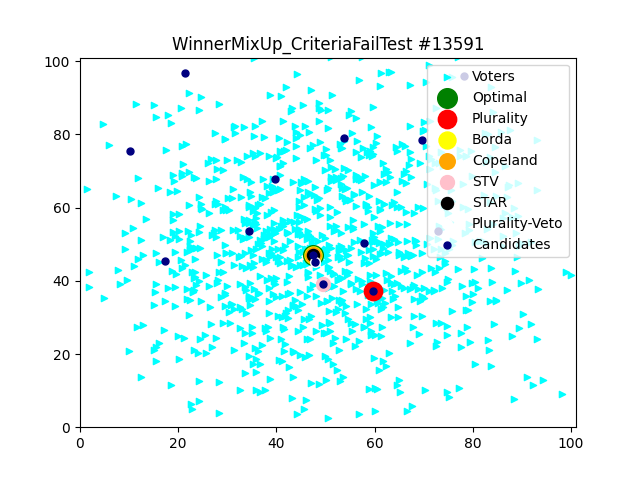 WinnerMixUp_CriteriaFailTest #13591
100
80
60
40
20
0
0
20
40
60
80
100
Voters
Optimal
Plurality
Borda
Copeland
STV
STAR
Plurality-Veto
Candidates